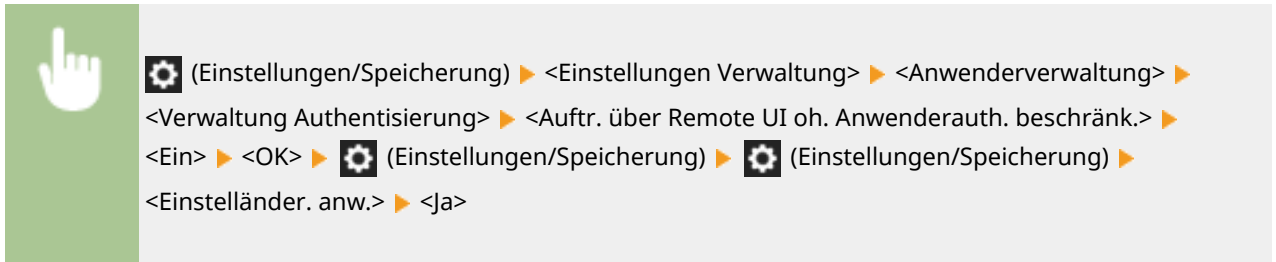 (Einstellungen/Speicherung) ▶ <Einstellungen Verwaltung> ▶ <Anwenderverwaltung> ▶
<Verwaltung Authentisierung> ▶ <Auftr. über Remote UI oh. Anwenderauth. beschränk.> ▶
<Ein> ▶ <OK> ▶ (Einstellungen/Speicherung) ▶ (Einstellungen/Speicherung) ▶
<Einstelländer. anw.> ▶ <Ja>